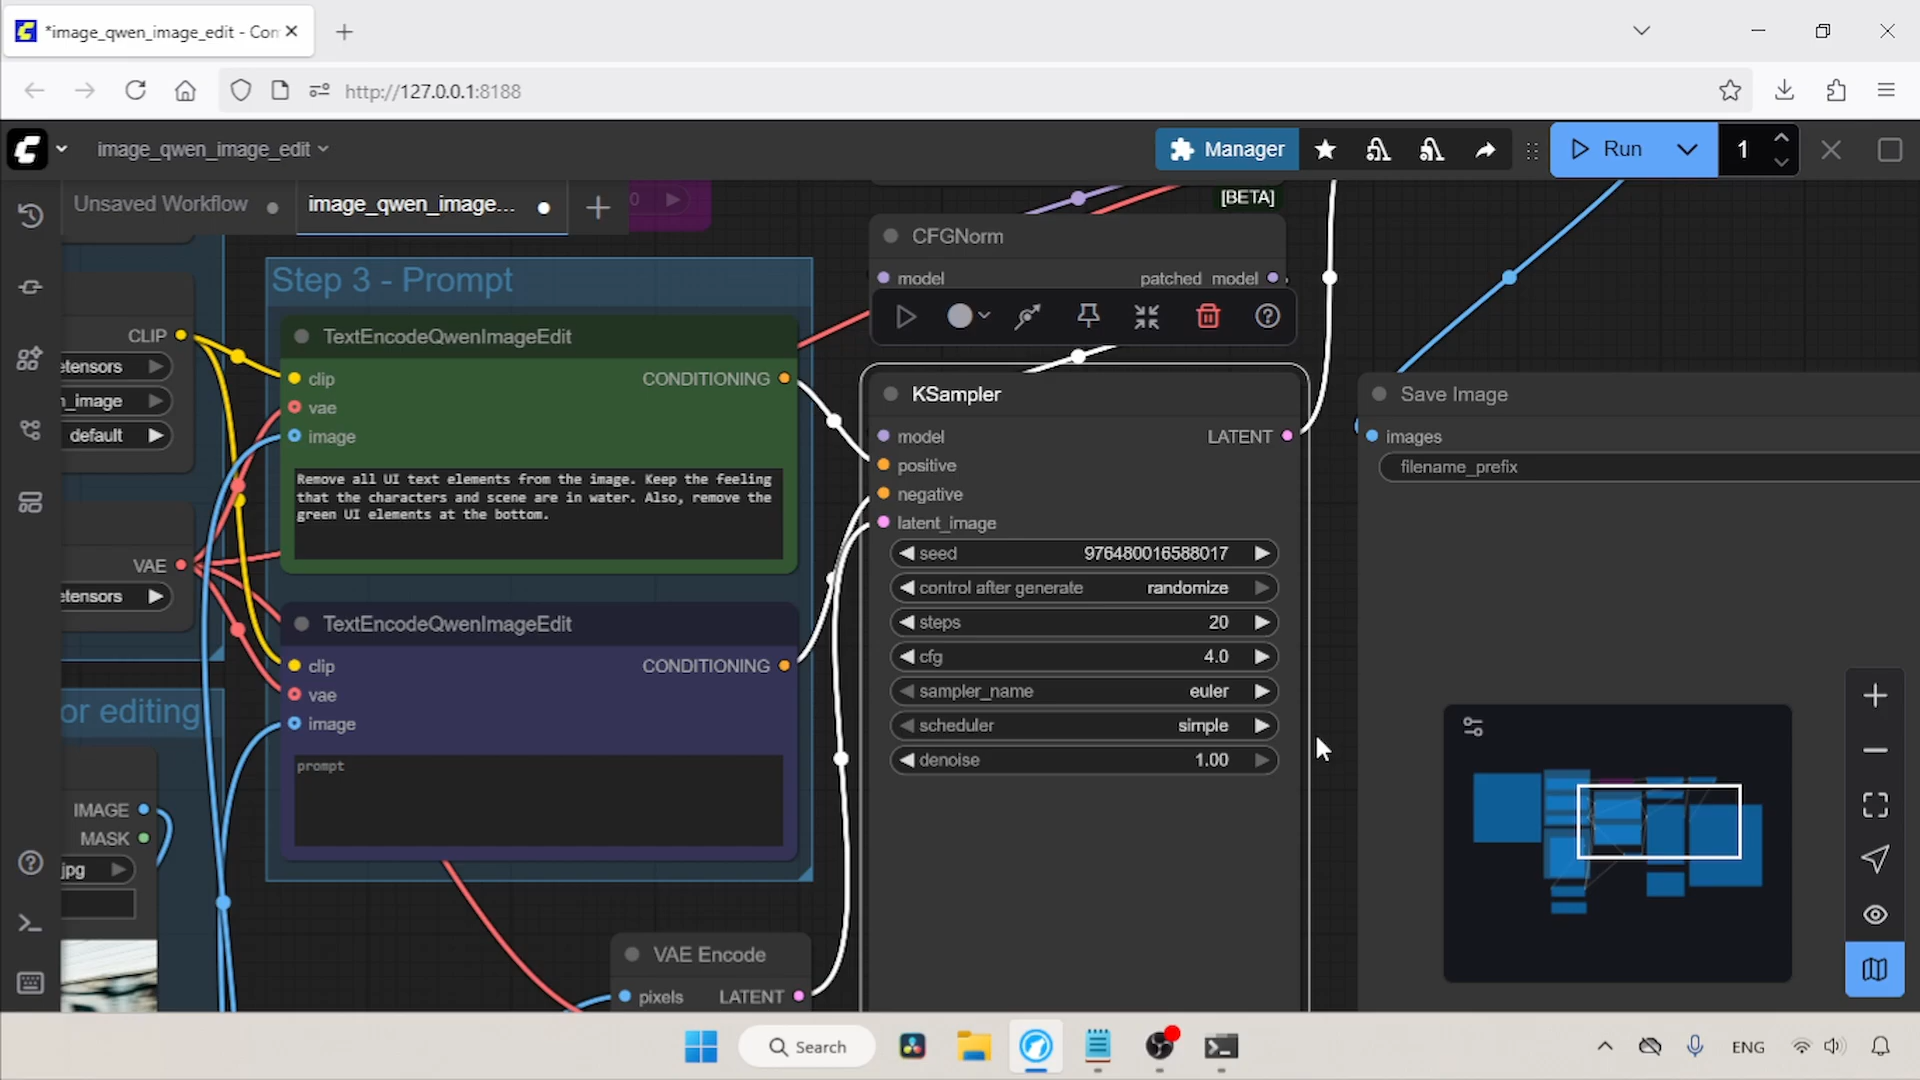 *image_qwen_image_edit - Con
http://127.0.0.1:8188
image_qwen_image_edit
Manager
Run
1
Unsaved Workflow
image_qwen_image...
0
[BETA]
CFGNorm
model
patched_model
Step 3 - Prompt
TextEncodeQwenImageEdit
clip
CONDITIONING
vae
image
Remove all UI text elements from the image. Keep the feeling
that the characters and scene are in water. Also, remove the
green UI elements at the bottom.
CLIP
etensors
n_image
default
VAE
etensors
TextEncodeQwenImageEdit
clip
CONDITIONING
vae
image
prompt
or editing
IMAGE
MASK
jpg
VAE Encode
pixels
LATENT
KSampler
model
LATENT
positive
negative
latent_image
seed 976480016588017
control after generate randomize
steps 20
cfg 4.0
sampler_name euler
scheduler simple
denoise 1.00
Save Image
images
filename_prefix
Search
ENG